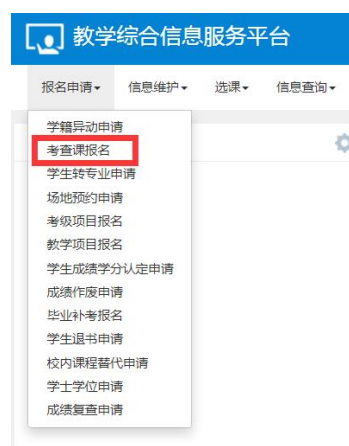 教学综合信息服务平台
报名申请 信息维护 选课 信息查询
学籍异动申请
考查课报名
学生转专业申请
场地预约申请
考级项目报名
教学项目报名
学生成绩学分认定申请
成绩作废申请
毕业补考报名
学生退书申请
校内课程替代申请
学士学位申请
成绩复查申请